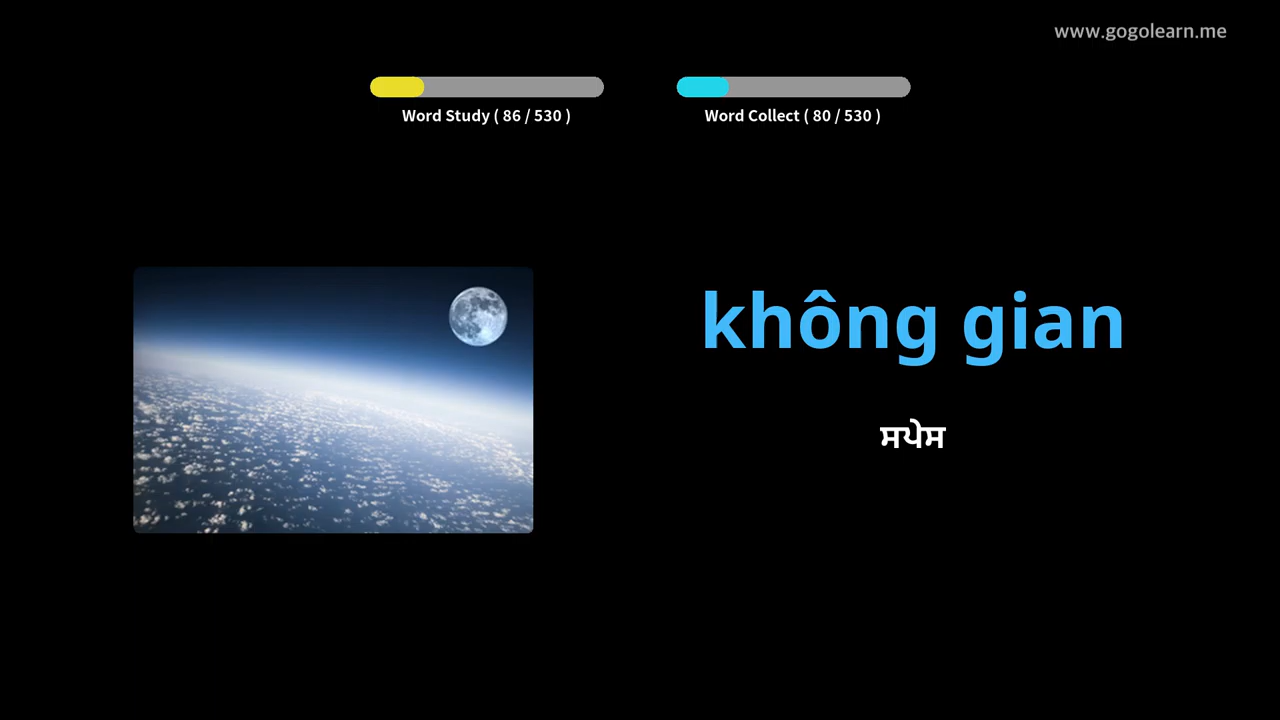 www.gogolearn.me
Word Study ( 86 / 530 )
Word Collect ( 80 / 530 )
không gian
ਸਪੇਸ